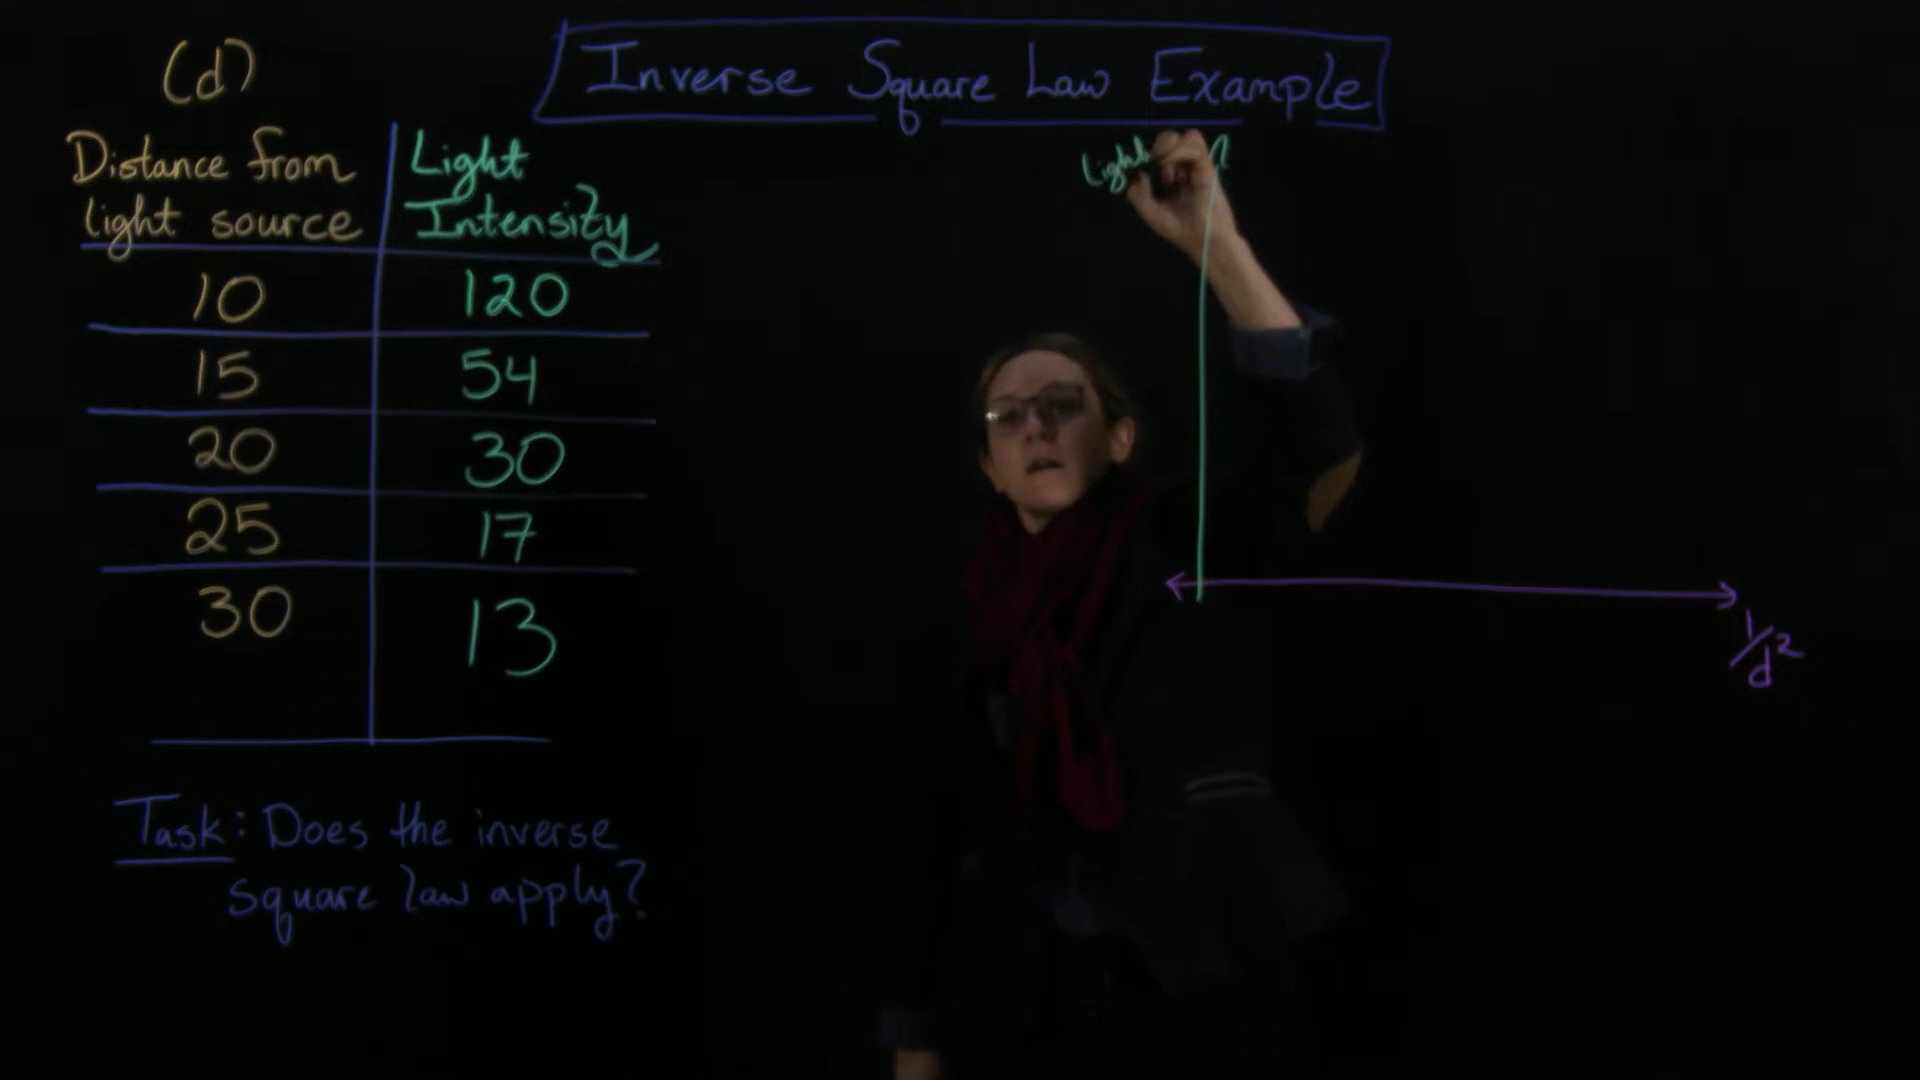 Inverse Square Law Example
(d)
Distance from
light source
Light
Intensity
10 120
15 54
20 30
25 17
30 13
Light
1/d²
Task: Does the inverse
square law apply?